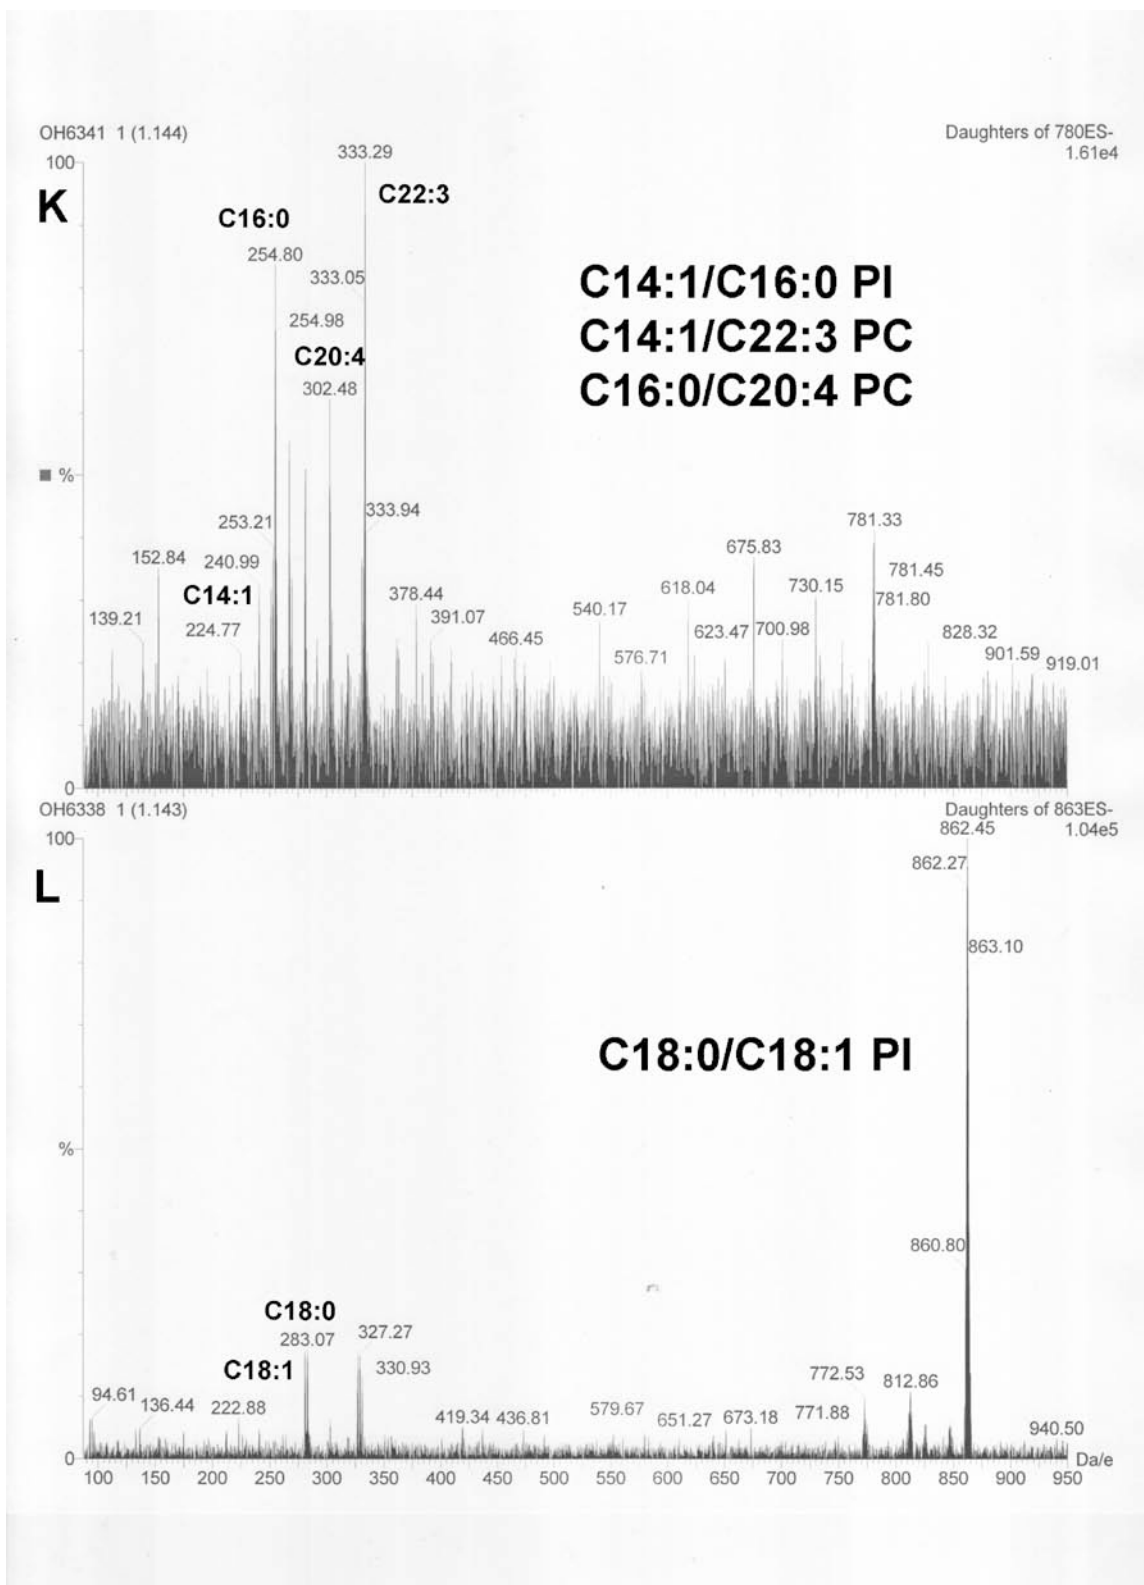 OH6341 1 (1.144)
Daughters of 780ES-
1.61e4
100
K
333.29
C22:3
C16:0
254.80
333.05
254.98
C20:4
302.48
C14:1/C16:0 PI
C14:1/C22:3 PC
C16:0/C20:4 PC
%
253.21
333.94
152.84
240.99
C14:1
139.21
224.77
378.44
391.07
466.45
540.17
576.71
618.04
623.47
675.83
700.98
730.15
781.33
781.45
781.80
828.32
901.59
919.01
0
OH6338 1 (1.143)
Daughters of 863ES-
1.04e5
100
L
862.45
862.27
863.10
C18:0/C18:1 PI
%
860.80
C18:0
283.07
327.27
C18:1
330.93
94.61
136.44
222.88
419.34
436.81
579.67
651.27
673.18
772.53
771.88
812.86
940.50
0
100 150 200 250 300 350 400 450 500 550 600 650 700 750 800 850 900 950
Da/e